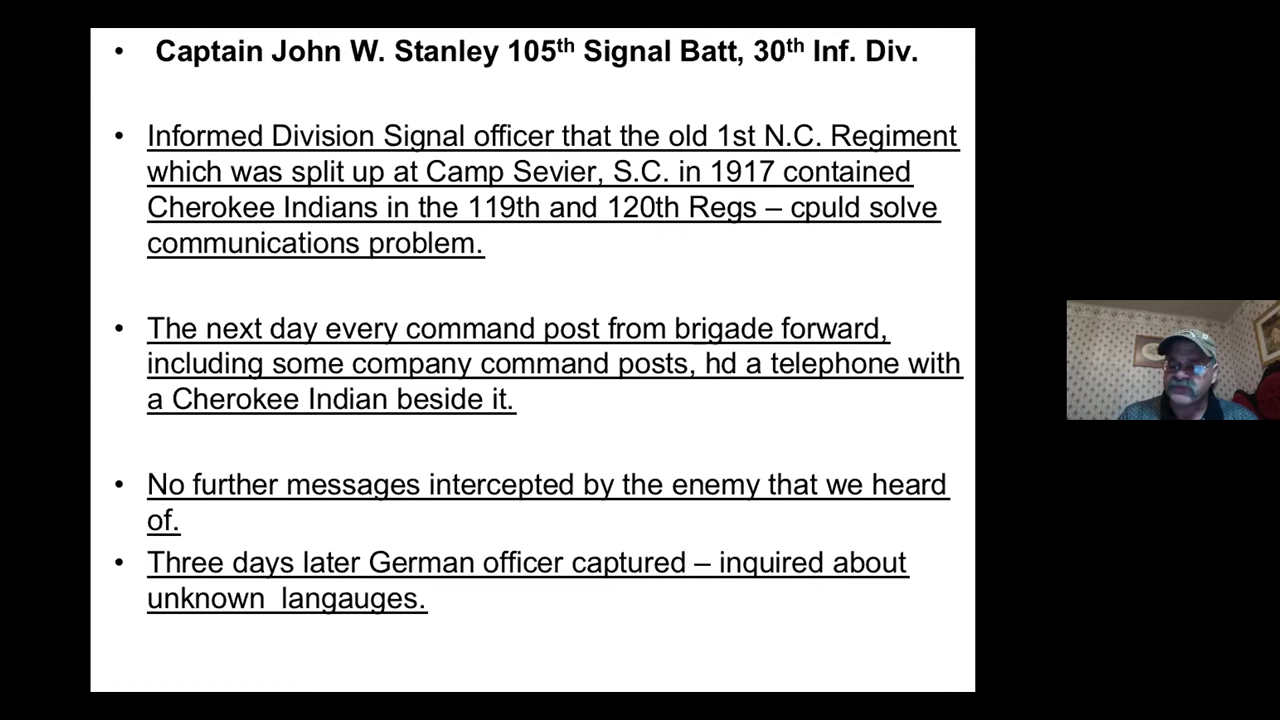 • Captain John W. Stanley 105th Signal Batt, 30th Inf. Div.
• Informed Division Signal officer that the old 1st N.C. Regiment
which was split up at Camp Sevier, S.C. in 1917 contained
Cherokee Indians in the 119th and 120th Regs – cpuld solve
communications problem.
• The next day every command post from brigade forward,
including some company command posts, hd a telephone with
a Cherokee Indian beside it.
• No further messages intercepted by the enemy that we heard
of.
• Three days later German officer captured – inquired about
unknown  langauges.